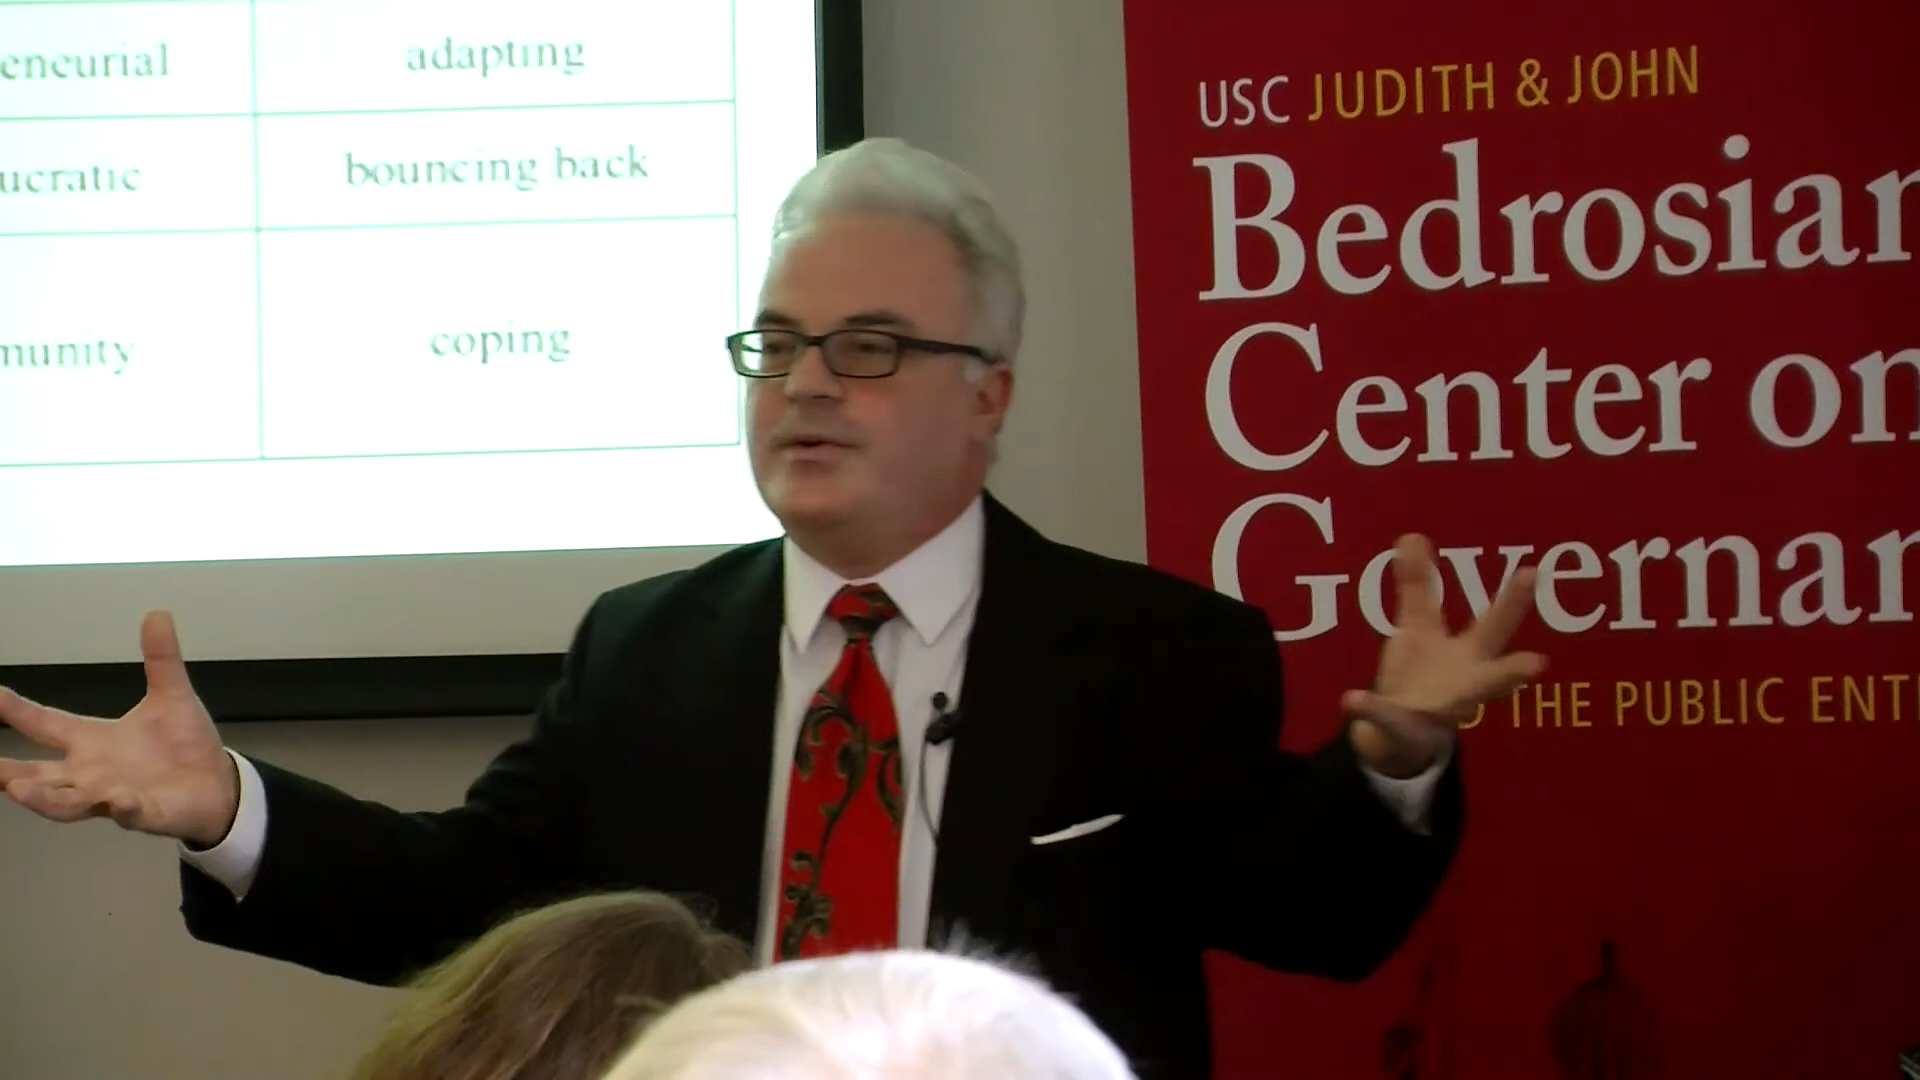 eneurial
adapting
ucratic
bouncing back
munity
coping
USC JUDITH & JOHN
Bedrosian
Center on
Governan
THE PUBLIC ENT